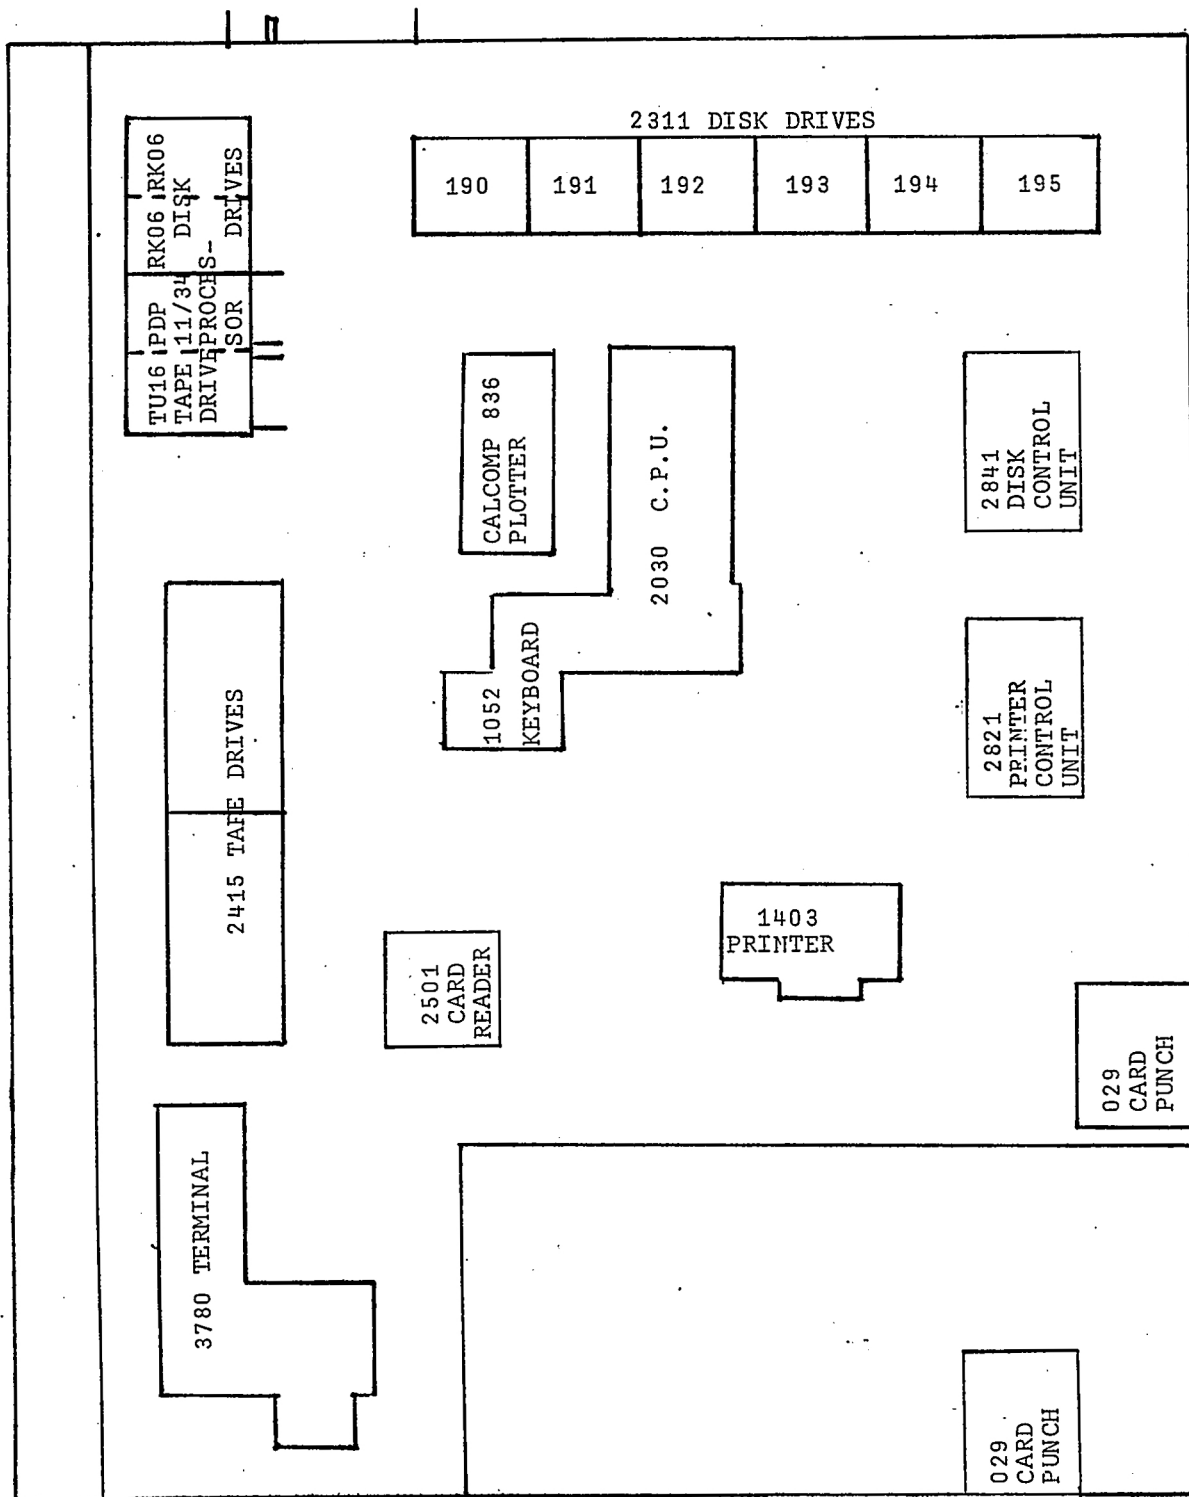 2311 DISK DRIVES
190
191
192
193
194
195
TU16
TAPE
DRIVE
PDP
11/34
PROCES-
SOR
RK06
RK06
DISK
DRIVES
CALCOMP 836
PLOTTER
2030 C.P.U.
2841
DISK
CONTROL
UNIT
1052
KEYBOARD
2821
PRINTER
CONTROL
UNIT
2415 TAPE DRIVES
2501
CARD
READER
1403
PRINTER
029
CARD
PUNCH
3780 TERMINAL
029
CARD
PUNCH